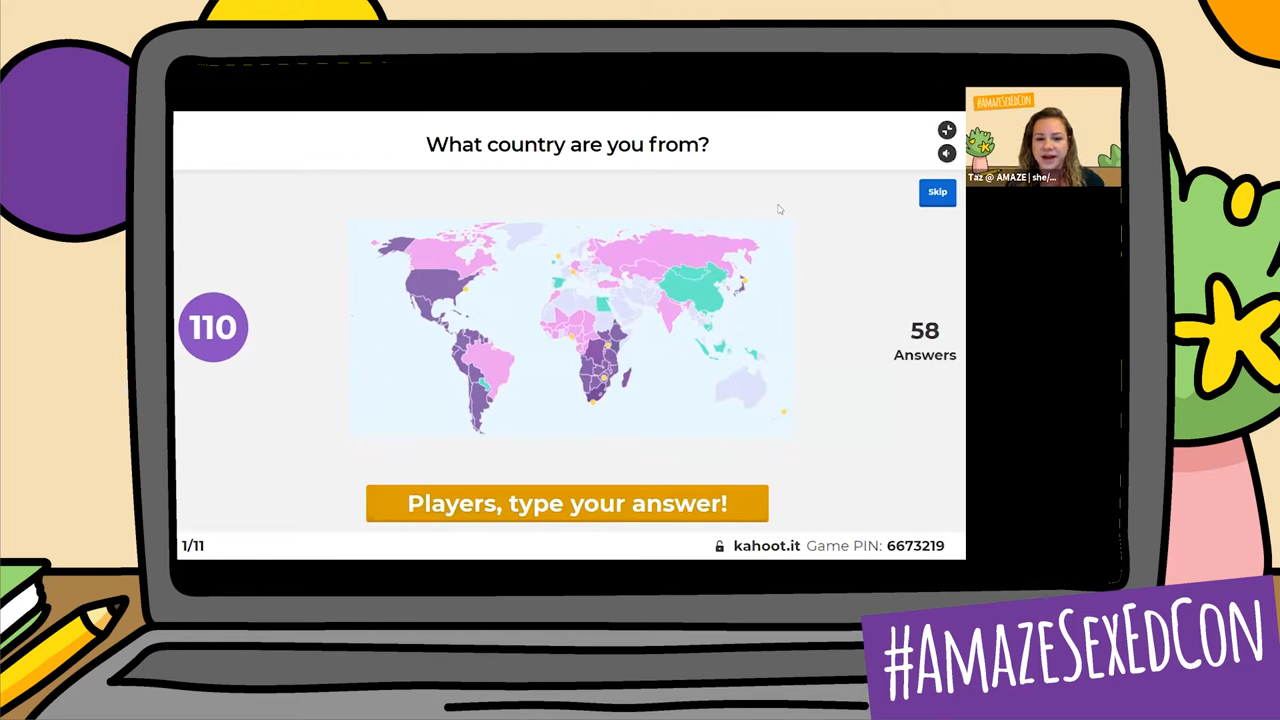 What country are you from?
#AMAZESEXEDCON
Taz @ AMAZE | she/...
Skip
110
58
Answers
Players, type your answer!
1/11
kahoot.it Game PIN: 6673219
#AMAZESEXEDCON